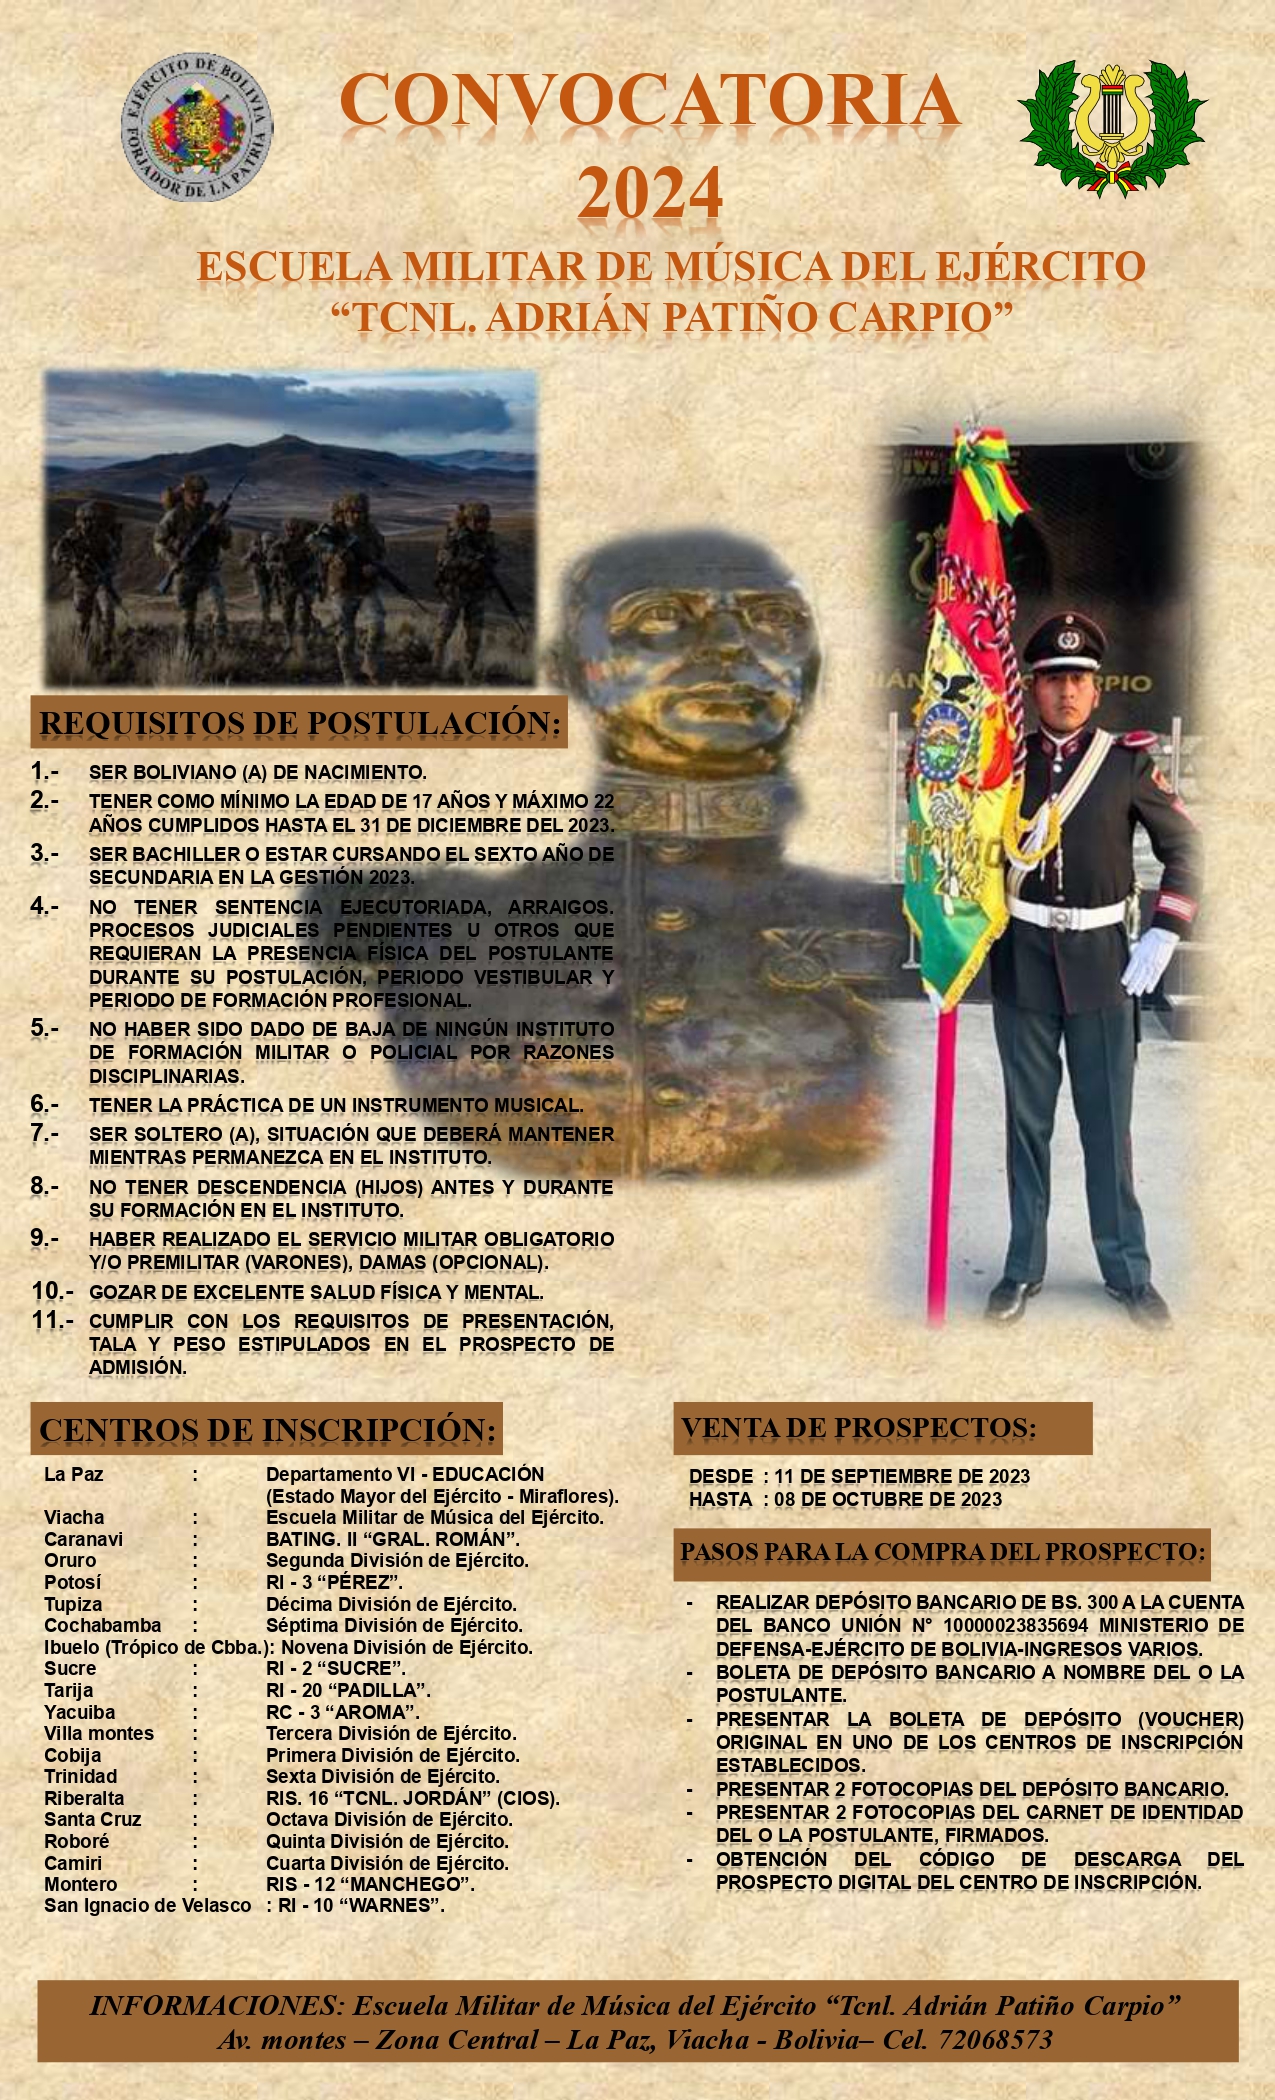 EJÉRCITO DE BOLIVIA
FORJADOR DE LA PATRIA
CONVOCATORIA
2024
ESCUELA MILITAR DE MÚSICA DEL EJÉRCITO
“TCNL. ADRIÁN PATIÑO CARPIO”
REQUISITOS DE POSTULACIÓN:
1.- SER BOLIVIANO (A) DE NACIMIENTO.
2.- TENER COMO MÍNIMO LA EDAD DE 17 AÑOS Y MÁXIMO 22
AÑOS CUMPLIDOS HASTA EL 31 DE DICIEMBRE DEL 2023.
3.- SER BACHILLER O ESTAR CURSANDO EL SEXTO AÑO DE
SECUNDARIA EN LA GESTIÓN 2023.
4.- NO TENER SENTENCIA EJECUTORIADA, ARRAIGOS.
PROCESOS JUDICIALES PENDIENTES U OTROS QUE
REQUIERAN LA PRESENCIA FÍSICA DEL POSTULANTE
DURANTE SU POSTULACIÓN, PERIODO VESTIBULAR Y
PERIODO DE FORMACIÓN PROFESIONAL.
5.- NO HABER SIDO DADO DE BAJA DE NINGÚN INSTITUTO
DE FORMACIÓN MILITAR O POLICIAL POR RAZONES
DISCIPLINARIAS.
6.- TENER LA PRÁCTICA DE UN INSTRUMENTO MUSICAL.
7.- SER SOLTERO (A), SITUACIÓN QUE DEBERÁ MANTENER
MIENTRAS PERMANEZCA EN EL INSTITUTO.
8.- NO TENER DESCENDENCIA (HIJOS) ANTES Y DURANTE
SU FORMACIÓN EN EL INSTITUTO.
9.- HABER REALIZADO EL SERVICIO MILITAR OBLIGATORIO
Y/O PREMILITAR (VARONES), DAMAS (OPCIONAL).
10.- GOZAR DE EXCELENTE SALUD FÍSICA Y MENTAL.
11.- CUMPLIR CON LOS REQUISITOS DE PRESENTACIÓN,
TALA Y PESO ESTIPULADOS EN EL PROSPECTO DE
ADMISIÓN.
CENTROS DE INSCRIPCIÓN:
La Paz : Departamento VI - EDUCACIÓN
(Estado Mayor del Ejército - Miraflores).
Viacha : Escuela Militar de Música del Ejército.
Caranavi : BATING. II “GRAL. ROMÁN”.
Oruro : Segunda División de Ejército.
Potosí : RI - 3 “PÉREZ”.
Tupiza : Décima División de Ejército.
Cochabamba : Séptima División de Ejército.
Ibuelo (Trópico de Cbba.): Novena División de Ejército.
Sucre : RI - 2 “SUCRE”.
Tarija : RI - 20 “PADILLA”.
Yacuiba : RC - 3 “AROMA”.
Villa montes : Tercera División de Ejército.
Cobija : Primera División de Ejército.
Trinidad : Sexta División de Ejército.
Riberalta : RIS. 16 “TCNL. JORDÁN” (CIOS).
Santa Cruz : Octava División de Ejército.
Roboré : Quinta División de Ejército.
Camiri : Cuarta División de Ejército.
Montero : RIS - 12 “MANCHEGO”.
San Ignacio de Velasco : RI - 10 “WARNES”.
VENTA DE PROSPECTOS:
DESDE : 11 DE SEPTIEMBRE DE 2023
HASTA : 08 DE OCTUBRE DE 2023
PASOS PARA LA COMPRA DEL PROSPECTO:
- REALIZAR DEPÓSITO BANCARIO DE BS. 300 A LA CUENTA
DEL BANCO UNIÓN N° 10000023835694 MINISTERIO DE
DEFENSA-EJÉRCITO DE BOLIVIA-INGRESOS VARIOS.
- BOLETA DE DEPÓSITO BANCARIO A NOMBRE DEL O LA
POSTULANTE.
- PRESENTAR LA BOLETA DE DEPÓSITO (VOUCHER)
ORIGINAL EN UNO DE LOS CENTROS DE INSCRIPCIÓN
ESTABLECIDOS.
- PRESENTAR 2 FOTOCOPIAS DEL DEPÓSITO BANCARIO.
- PRESENTAR 2 FOTOCOPIAS DEL CARNET DE IDENTIDAD
DEL O LA POSTULANTE, FIRMADOS.
- OBTENCIÓN DEL CÓDIGO DE DESCARGA DEL
PROSPECTO DIGITAL DEL CENTRO DE INSCRIPCIÓN.
INFORMACIONES: Escuela Militar de Música del Ejército “Tcnl. Adrián Patiño Carpio”
Av. montes – Zona Central – La Paz, Viacha - Bolivia– Cel. 72068573